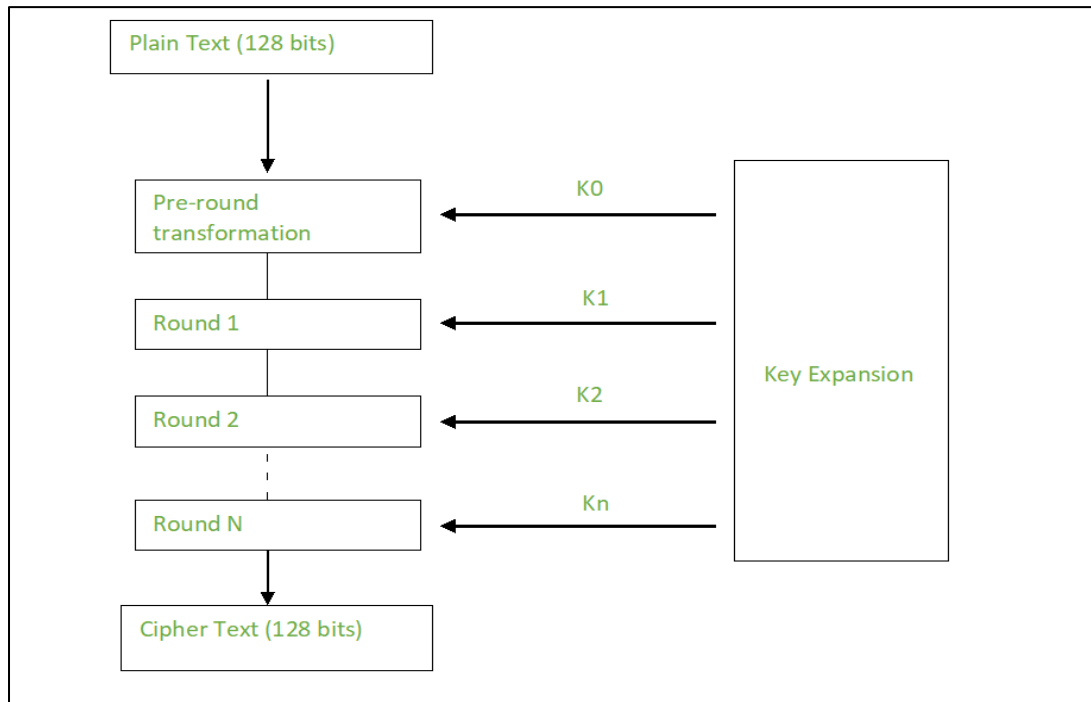 Plain Text (128 bits)
Pre-round
transformation
K0
Round 1
K1
Key Expansion
Round 2
K2
Round N
Kn
Cipher Text (128 bits)